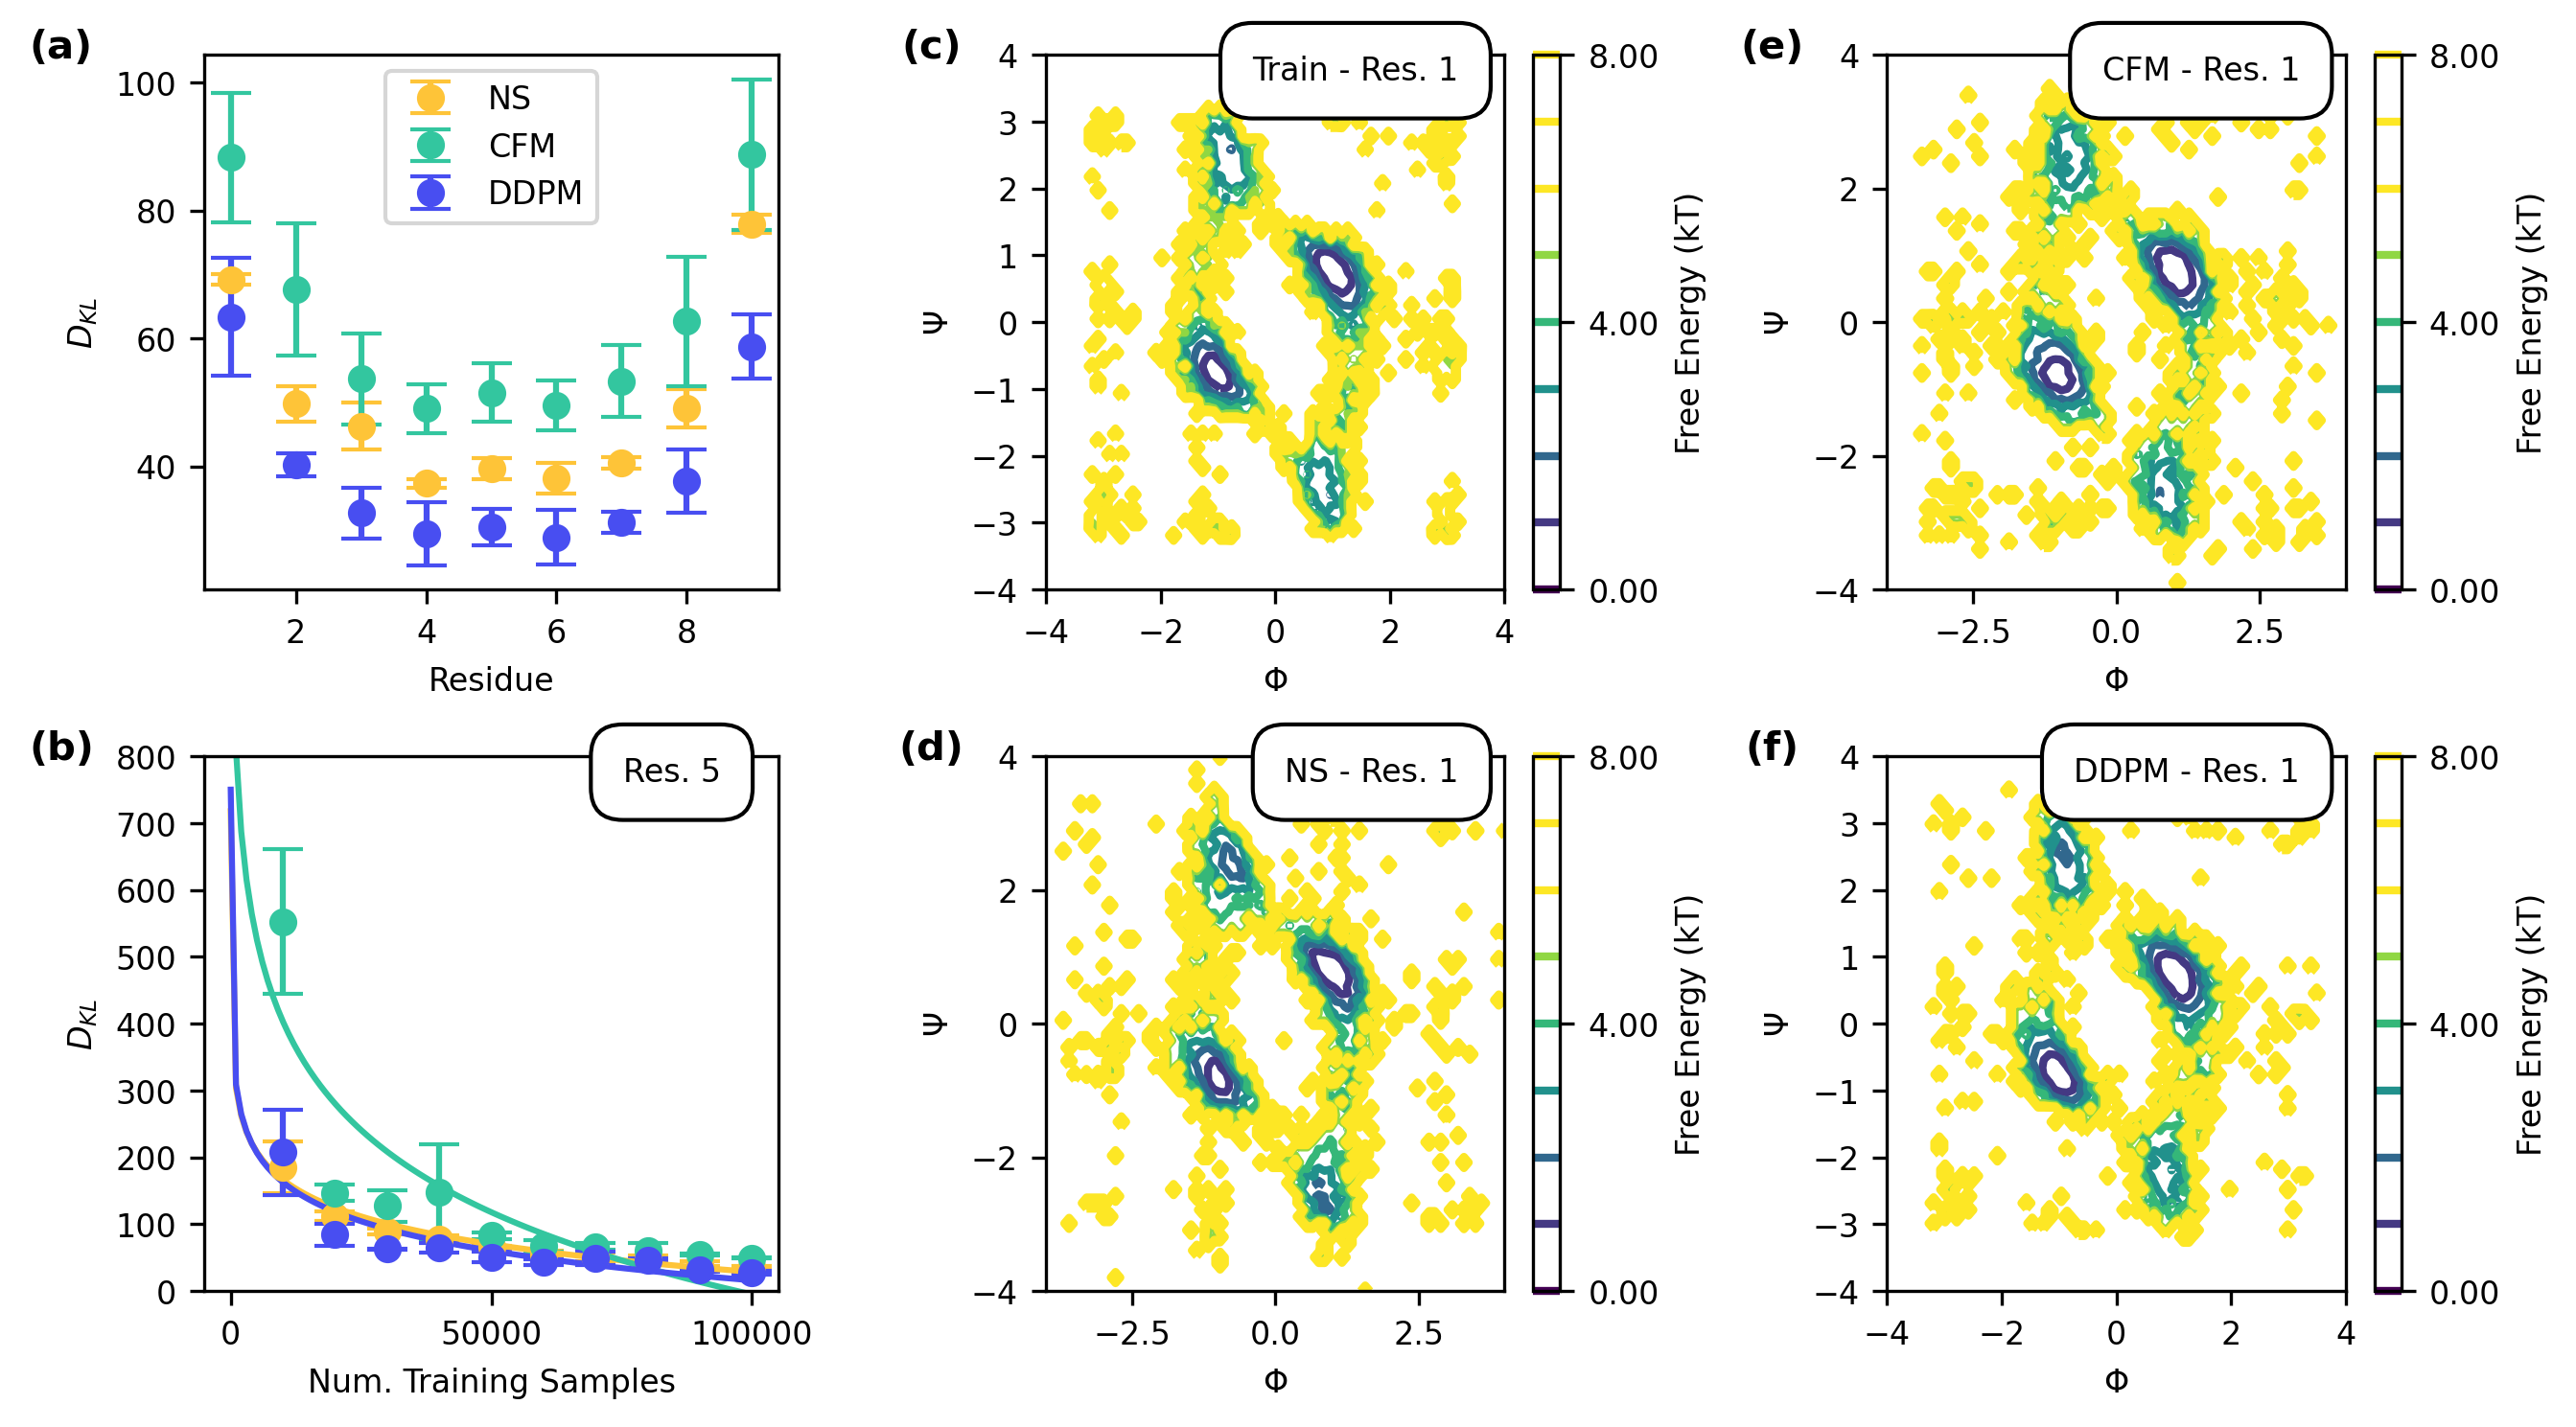 (a)
100
80
60
40
D_KL
2
4
6
8
Residue
NS
CFM
DDPM
(c)
Train - Res. 1
4
3
2
1
0
−1
−2
−3
−4
Ψ
−4
−2
0
2
4
Φ
8.00
4.00
0.00
Free Energy (kT)
(e)
CFM - Res. 1
4
2
0
−2
−4
Ψ
−2.5
0.0
2.5
Φ
8.00
4.00
0.00
Free Energy (kT)
(b)
Res. 5
800
700
600
500
400
300
200
100
0
D_KL
0
50000
100000
Num. Training Samples
(d)
NS - Res. 1
4
2
0
−2
−4
Ψ
−2.5
0.0
2.5
Φ
8.00
4.00
0.00
Free Energy (kT)
(f)
DDPM - Res. 1
4
3
2
1
0
−1
−2
−3
−4
Ψ
−4
−2
0
2
4
Φ
8.00
4.00
0.00
Free Energy (kT)